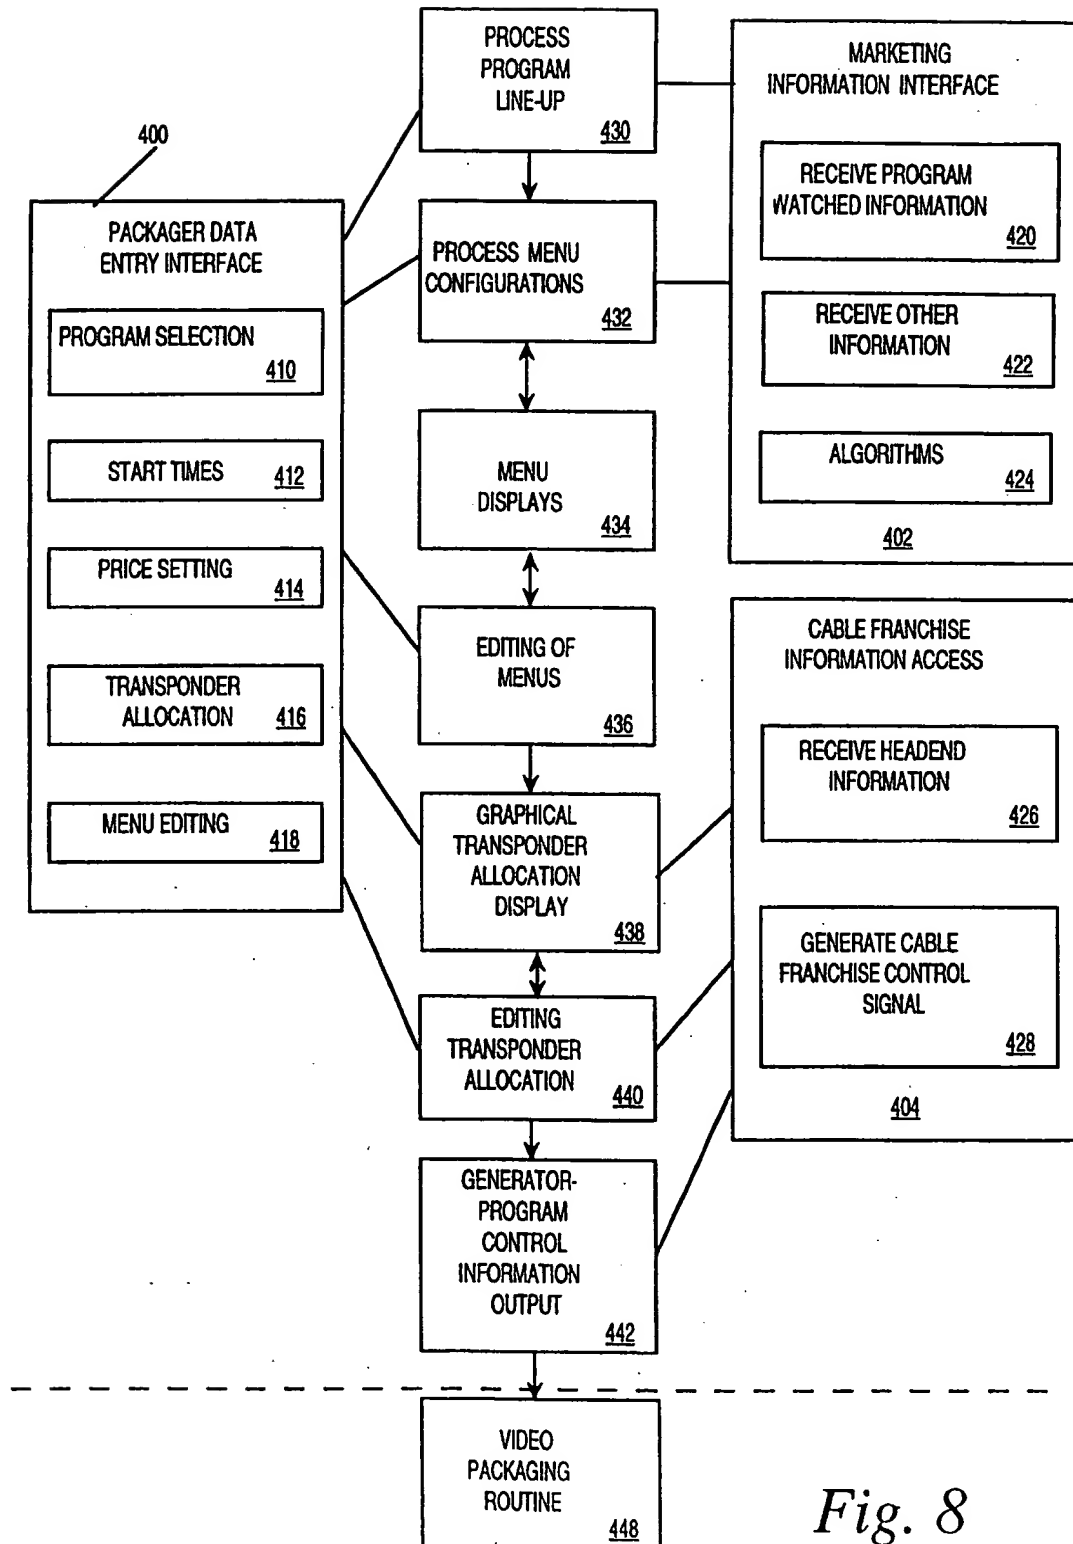 400
PACKAGER DATA
ENTRY INTERFACE
PROGRAM SELECTION
410
START TIMES 412
PRICE SETTING 414
TRANSPONDER
ALLOCATION 416
MENU EDITING 418
PROCESS
PROGRAM
LINE-UP
430
PROCESS MENU
CONFIGURATIONS
432
MENU
DISPLAYS
434
EDITING OF
MENUS
436
GRAPHICAL
TRANSPONDER
ALLOCATION
DISPLAY
438
EDITING
TRANSPONDER
ALLOCATION 440
GENERATOR-
PROGRAM
CONTROL
INFORMATION
OUTPUT
442
VIDEO
PACKAGING
ROUTINE
448
MARKETING
INFORMATION INTERFACE
RECEIVE PROGRAM
WATCHED INFORMATION
420
RECEIVE OTHER
INFORMATION
422
ALGORITHMS
424
402
CABLE FRANCHISE
INFORMATION ACCESS
RECEIVE HEADEND
INFORMATION
426
GENERATE CABLE
FRANCHISE CONTROL
SIGNAL
428
404
Fig. 8